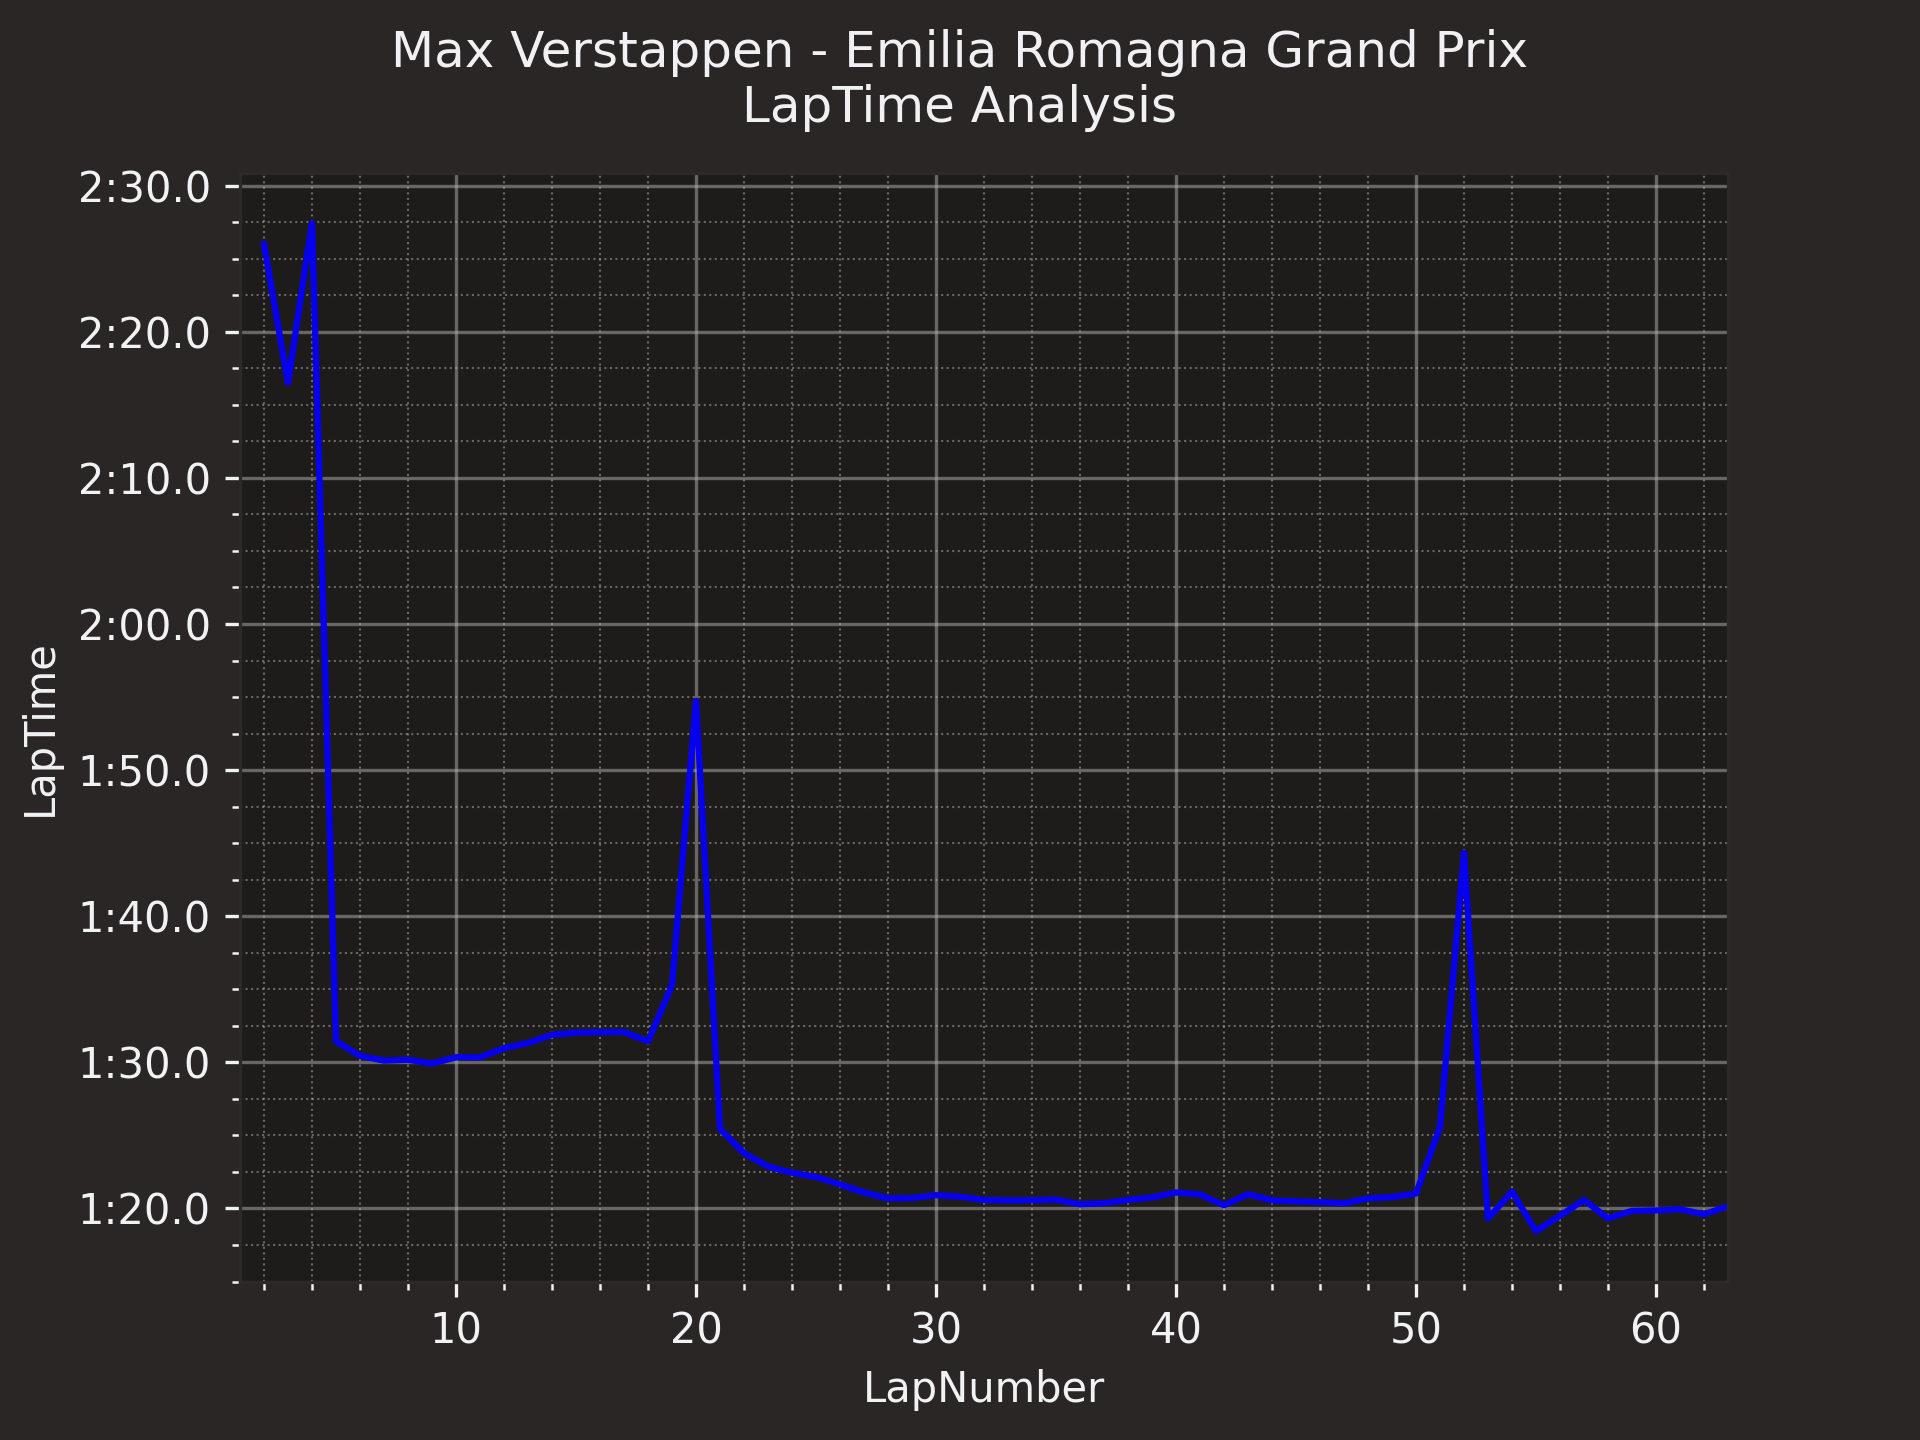 Max Verstappen - Emilia Romagna Grand Prix
LapTime Analysis
2:30.0
2:20.0
2:10.0
2:00.0
1:50.0
1:40.0
1:30.0
1:20.0
LapTime
10 20 30 40 50 60
LapNumber